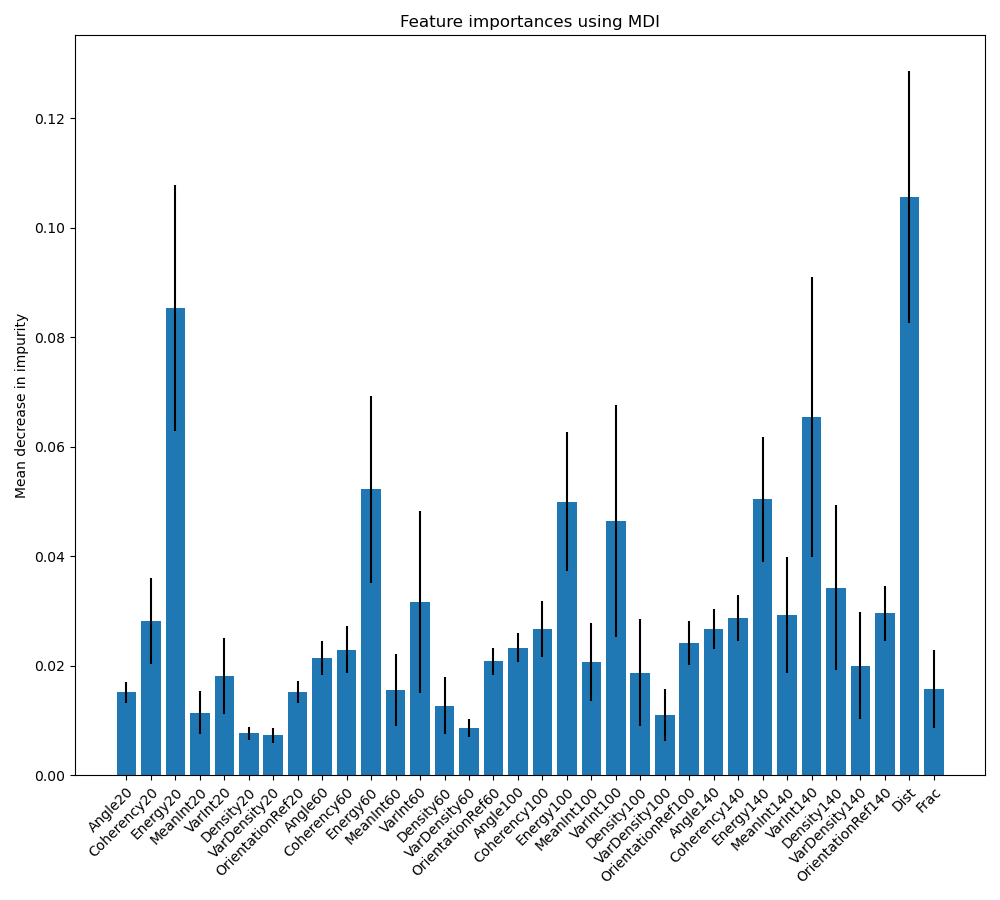 Feature importances using MDI
Mean decrease in impurity
0.12
0.10
0.08
0.06
0.04
0.02
0.00
Angle20
Coherency20
Energy20
MeanInt20
VarInt20
Density20
VarDensity20
OrientationRef20
Angle60
Coherency60
Energy60
MeanInt60
VarInt60
Density60
VarDensity60
OrientationRef60
Angle100
Coherency100
Energy100
MeanInt100
VarInt100
Density100
VarDensity100
OrientationRef100
Angle140
Coherency140
Energy140
MeanInt140
VarInt140
Density140
VarDensity140
OrientationRef140
Dist
Frac